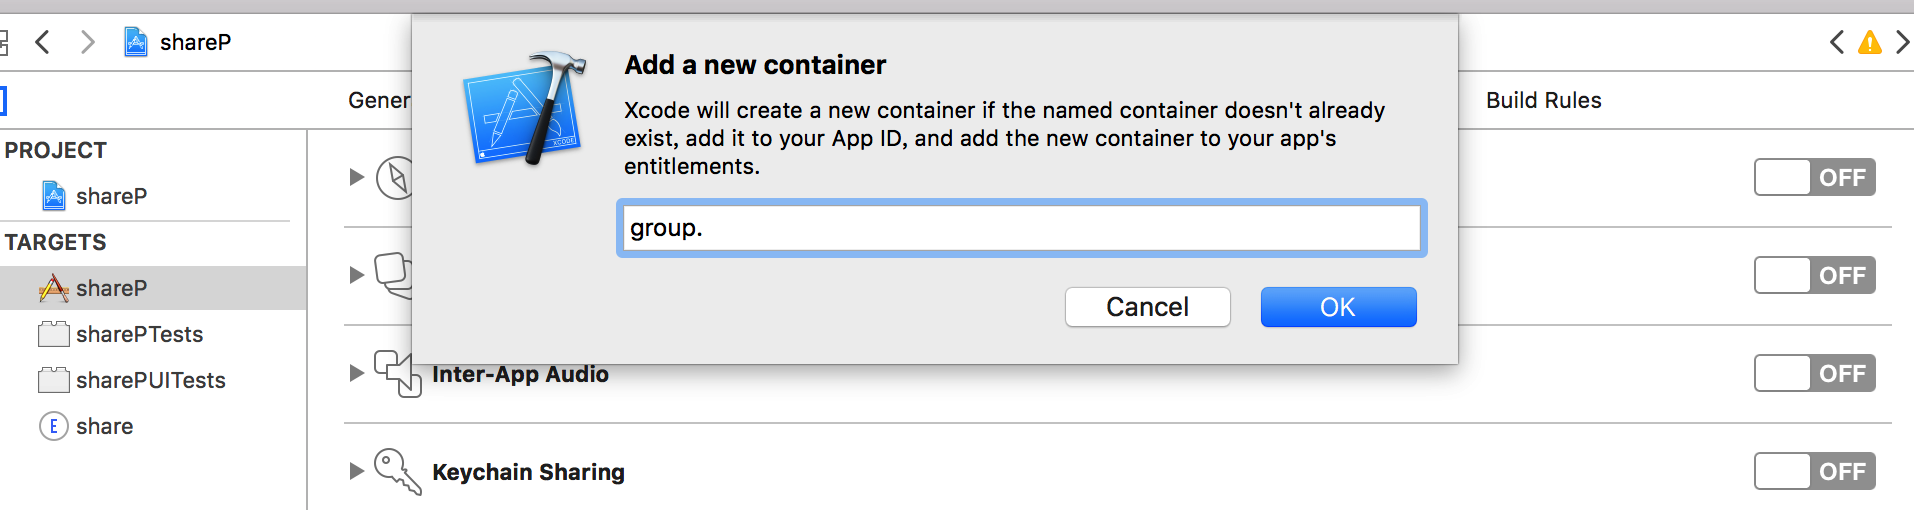 shareP
Add a new container
Xcode will create a new container if the named container doesn't already
exist, add it to your App ID, and add the new container to your app's
entitlements.
group.
Cancel
OK
Gener
Build Rules
PROJECT
shareP
TARGETS
shareP
sharePTests
sharePUITests
E share
OFF
OFF
Inter-App Audio
OFF
Keychain Sharing
OFF
XCODE